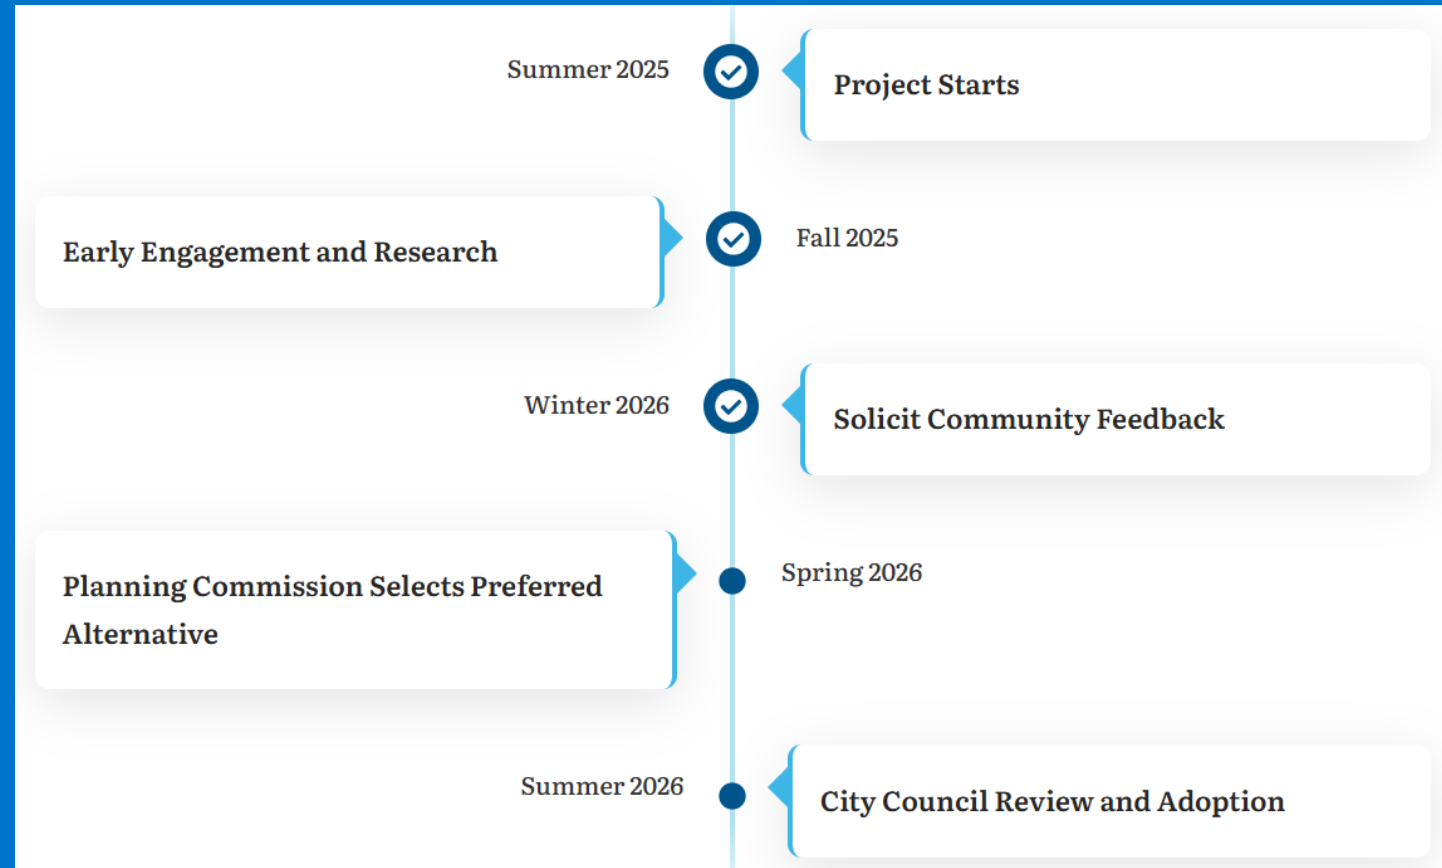 Summer 2025
Project Starts
Early Engagement and Research
Fall 2025
Winter 2026
Solicit Community Feedback
Planning Commission Selects Preferred
Alternative
Spring 2026
Summer 2026
City Council Review and Adoption